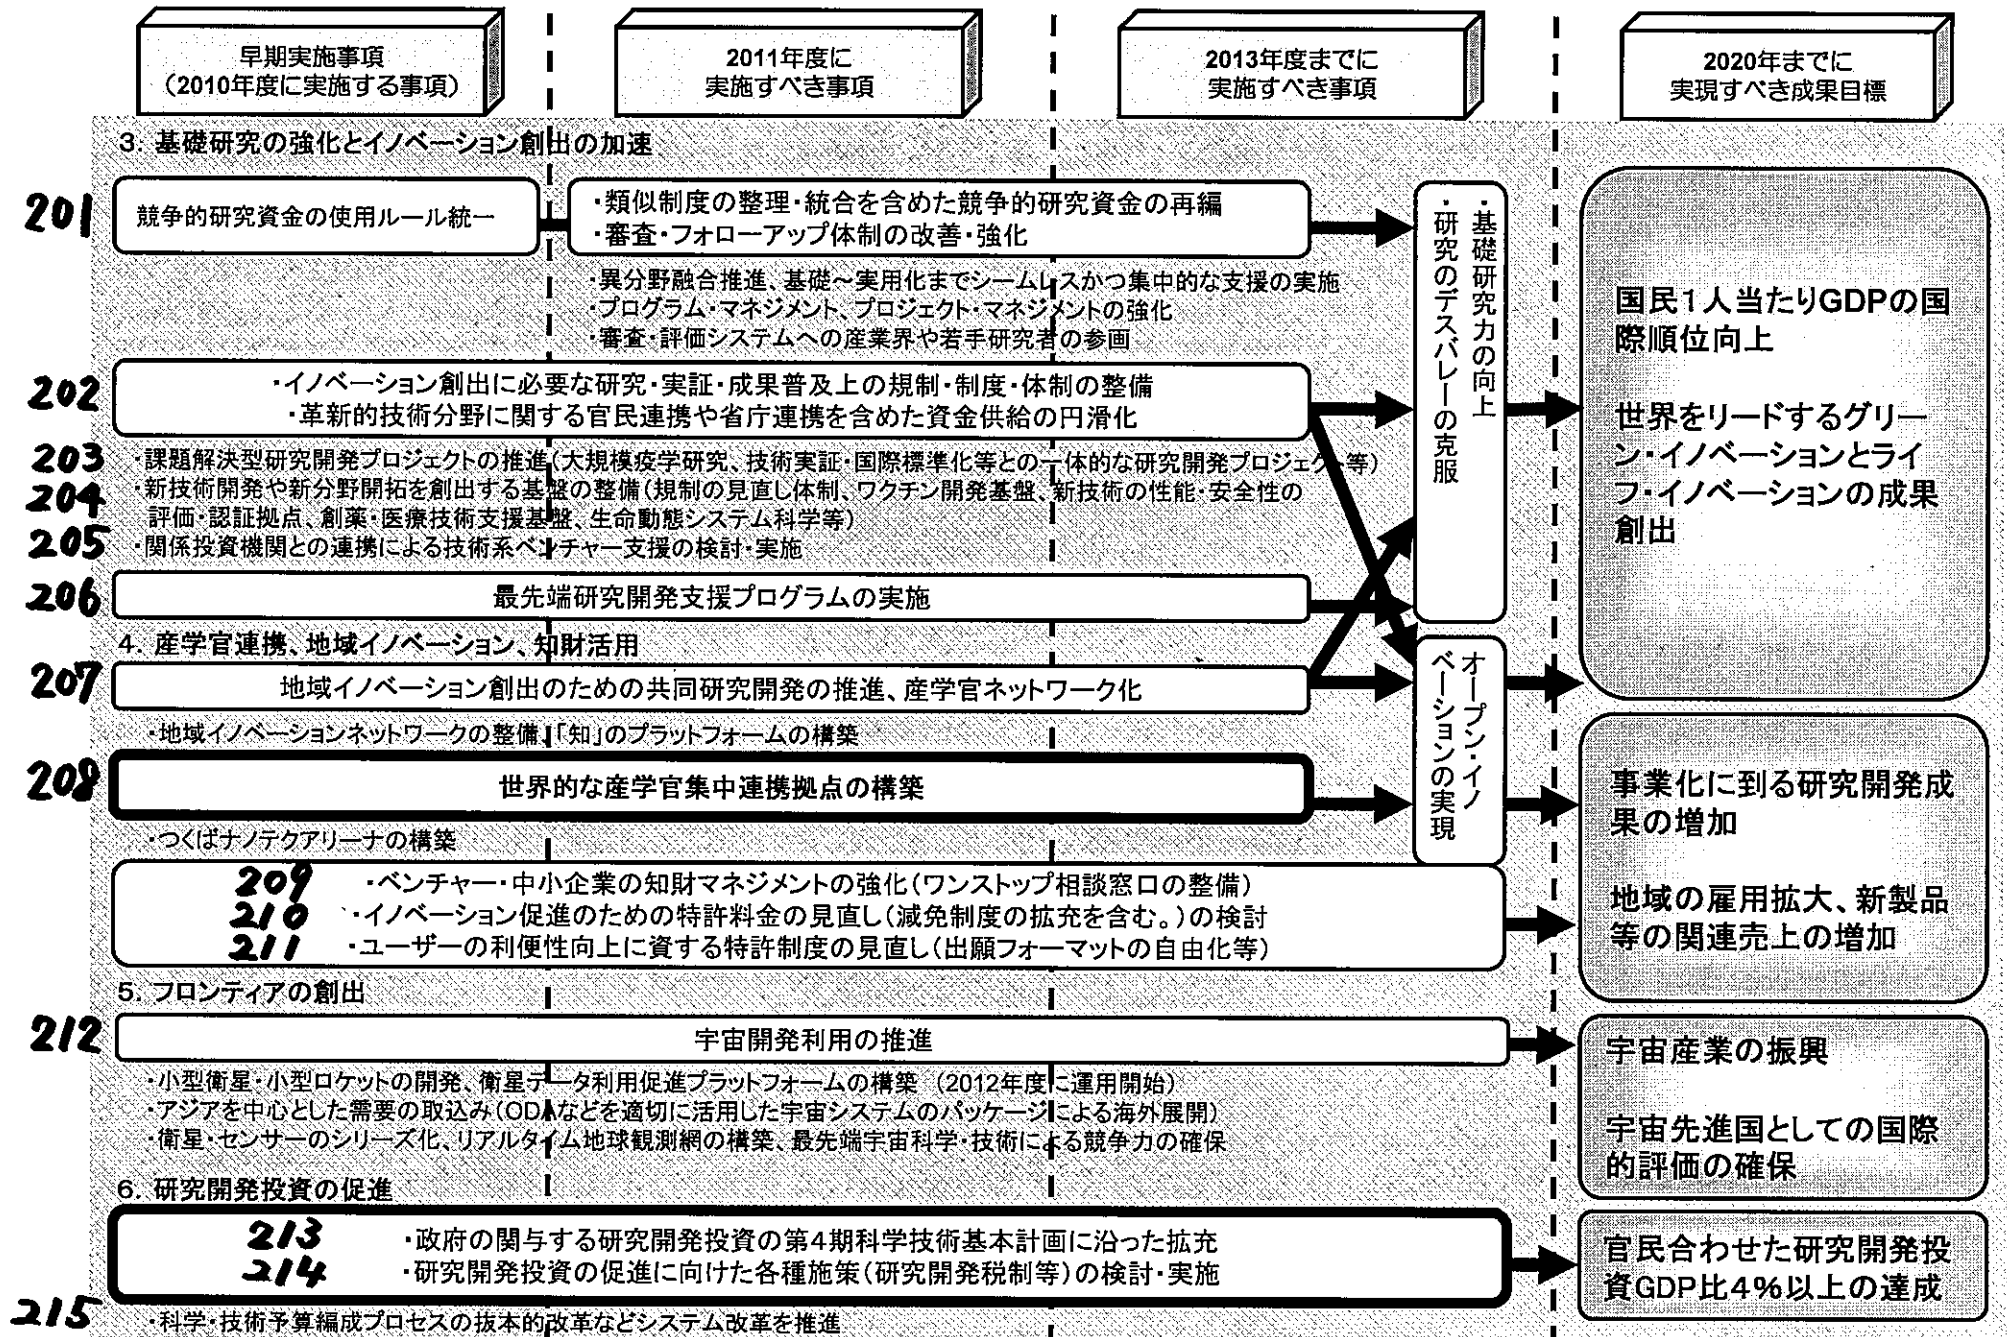 早期実施事項
（2010年度に実施する事項）
2011年度に
実施すべき事項
2013年度までに
実施すべき事項
2020年までに
実現すべき成果目標
3．基礎研究の強化とイノベーション創出の加速
201
競争的研究資金の使用ルール統一
・類似制度の整理・統合を含めた競争的研究資金の再編
・審査・フォローアップ体制の改善・強化
・異分野融合推進、基礎～実用化までシームレスかつ集中的な支援の実施
・プログラム・マネジメント、プロジェクト・マネジメントの強化
・審査・評価システムへの産業界や若手研究者の参画
202
・イノベーション創出に必要な研究・実証・成果普及上の規制・制度・体制の整備
・革新的技術分野に関する官民連携や省庁連携を含めた資金供給の円滑化
203
・課題解決型研究開発プロジェクトの推進（大規模疫学研究、技術実証・国際標準化等との一体的な研究開発プロジェクト等）
204
・新技術開発や新分野開拓を創出する基盤の整備（規制の見直し体制、ワクチン開発基盤、新技術の性能・安全性の
評価・認証拠点、創薬・医療技術支援基盤、生命動態システム科学等）
205
・関係投資機関との連携による技術系ベンチャー支援の検討・実施
206
最先端研究開発支援プログラムの実施
・基礎研究力の向上
・研究のデスバレーの克服
4．産学官連携、地域イノベーション、知財活用
207
地域イノベーション創出のための共同研究開発の推進、産学官ネットワーク化
・地域イノベーションネットワークの整備、「知」のプラットフォームの構築
208
世界的な産学官集中連携拠点の構築
・つくばナノテクアリーナの構築
オープン・イノ
ベーションの実現
209
・ベンチャー・中小企業の知財マネジメントの強化（ワンストップ相談窓口の整備）
210
・イノベーション促進のための特許料金の見直し（減免制度の拡充を含む。）の検討
211
・ユーザーの利便性向上に資する特許制度の見直し（出願フォーマットの自由化等）
国民１人当たりGDPの国
際順位向上
世界をリードするグリー
ン・イノベーションとライ
フ・イノベーションの成果
創出
事業化に到る研究開発成
果の増加
地域の雇用拡大、新製品
等の関連売上の増加
5．フロンティアの創出
212
宇宙開発利用の推進
・小型衛星・小型ロケットの開発、衛星データ利用促進プラットフォームの構築 （2012年度に運用開始）
・アジアを中心とした需要の取込み（ODAなどを適切に活用した宇宙システムのパッケージによる海外展開）
・衛星・センサーのシリーズ化、リアルタイム地球観測網の構築、最先端宇宙科学・技術による競争力の確保
宇宙産業の振興
宇宙先進国としての国際
的評価の確保
6．研究開発投資の促進
213
・政府の関与する研究開発投資の第4期科学技術基本計画に沿った拡充
214
・研究開発投資の促進に向けた各種施策（研究開発税制等）の検討・実施
官民合わせた研究開発投
資GDP比4％以上の達成
215
・科学・技術予算編成プロセスの抜本的改革などシステム改革を推進